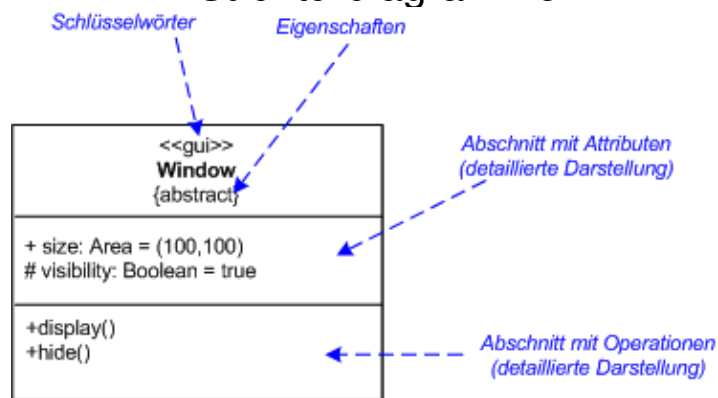 Schlüsselwörter
Eigenschaften
<<gui>>
Window
{abstract}
Abschnitt mit Attributen
(detaillierte Darstellung)
+ size: Area = (100,100)
# visibility: Boolean = true
+display()
+hide()
Abschnitt mit Operationen
(detaillierte Darstellung)